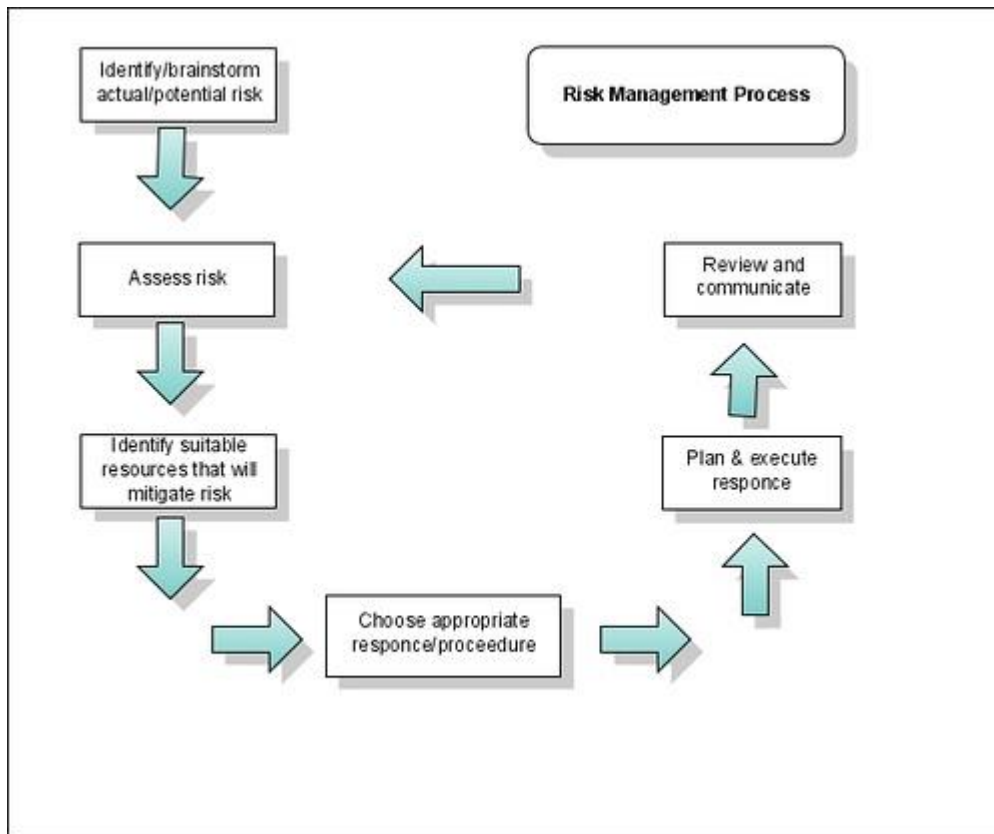 Identify/brainstorm
actual/potential risk
Risk Management Process
Assess risk
Review and
communicate
Identify suitable
resources that will
mitigate risk
Plan & execute
responce
Choose appropriate
responce/proceedure